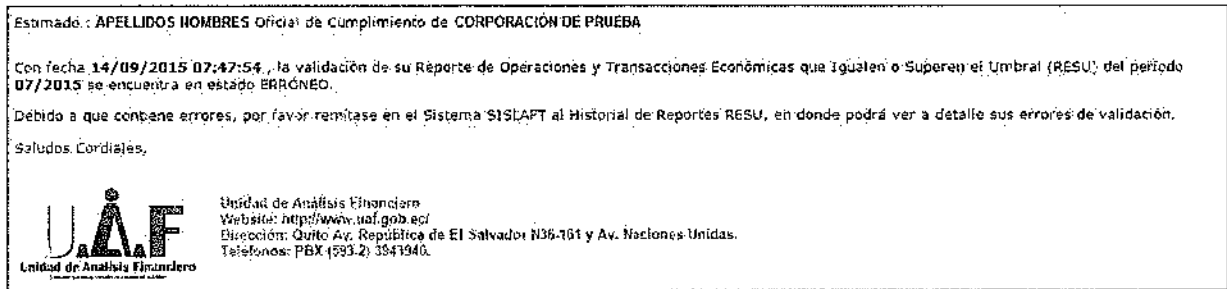 Estimado.: APELLIDOS NOMBRES Oficial de Cumplimiento de CORPORACIÓN DE PRUEBA
Con fecha 14/09/2015 07:47:54 , la validación de su Reporte de Operaciones y Transacciones Económicas que Igualen o Superen el Umbral (RESU) del período
07/2015 se encuentra en estado ERRÓNEO.
Debido a que contiene errores, por favor remítase en el Sistema SISLAFT al Historial de Reportes RESU, en donde podrá ver a detalle sus errores de validación.
Saludos Cordiales,
U.A.F
Unidad de Análisis Financiero
Unidad de Análisis Financiero
Website: http://www.uaf.gob.ec/
Dirección: Quito Av. República de El Salvador N36-161 y Av. Naciones Unidas.
Teléfonos: PBX (593-2) 3943940.